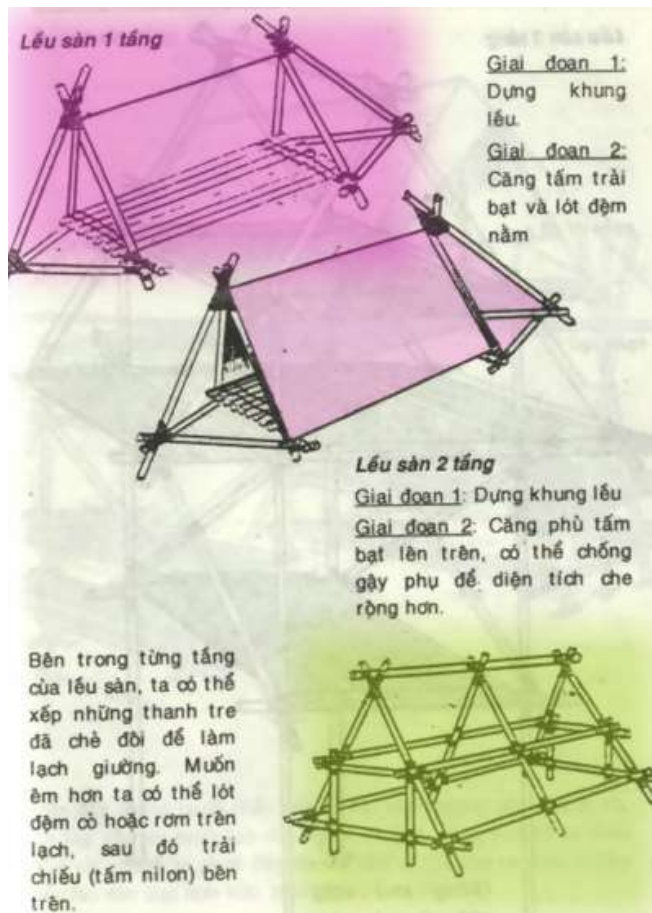 Lều sàn 1 tầng
Giai đoạn 1:
Dựng khung
lều.
Giai đoạn 2:
Căng tấm trải
bạt và lót đệm
nằm
Lều sàn 2 tầng
Giai đoạn 1: Dựng khung lều
Giai đoạn 2: Căng phủ tấm
bạt lên trên, có thể chống
gậy phụ để diện tích che
rộng hơn.
Bên trong từng tầng
của lều sàn, ta có thể
xếp những thanh tre
đã chẻ đôi để làm
lạch giường. Muốn
êm hơn ta có thể lót
đệm cỏ hoặc rơm trên
lạch, sau đó trải
chiếu (tấm nilon) bên
trên.